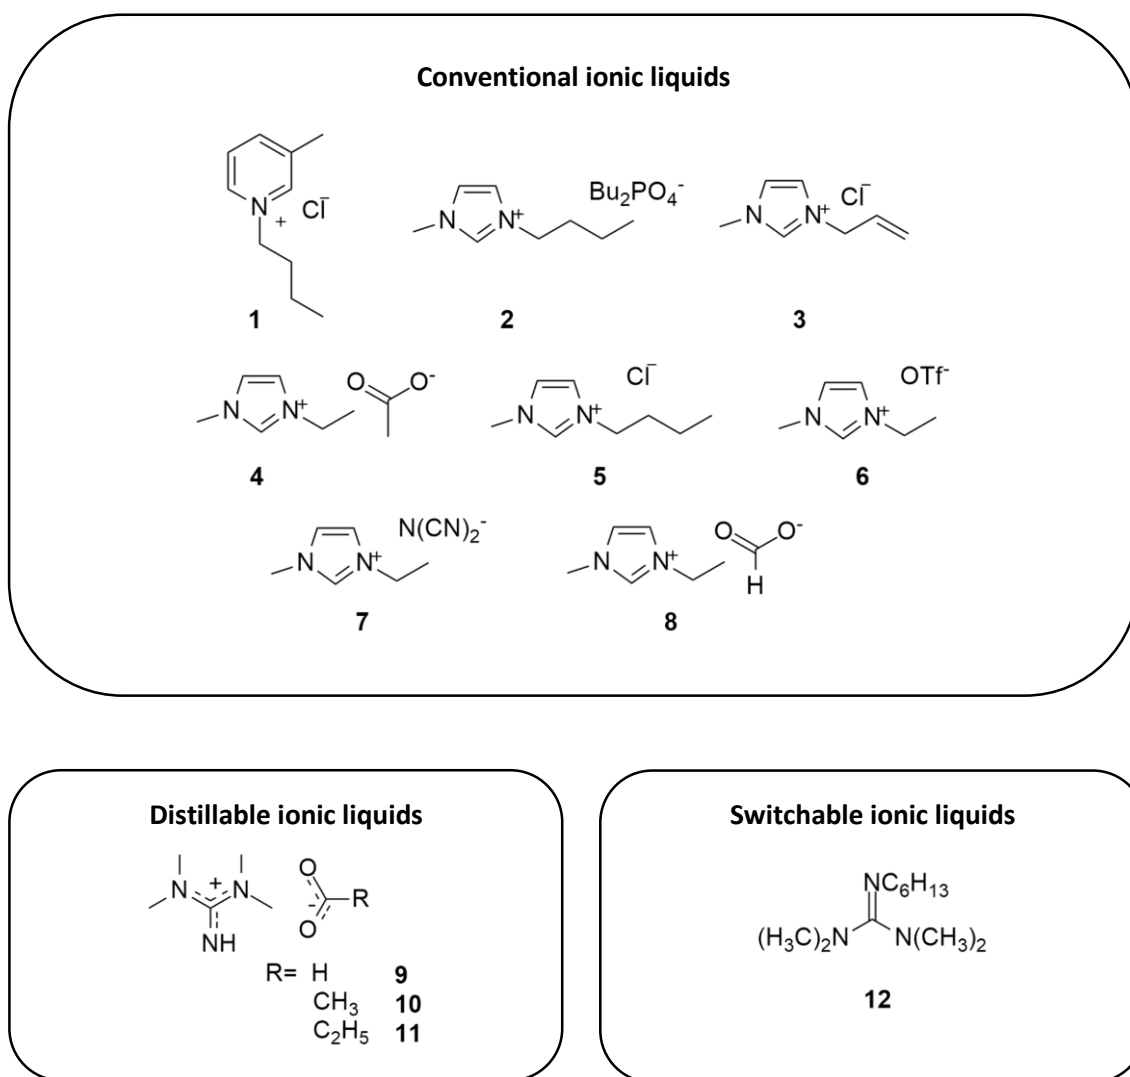 Conventional ionic liquids
N
+
Cl⁻
1
N
N⁺
Bu₂PO₄⁻
2
N
N⁺
Cl⁻
3
N
N⁺
O
O⁻
4
N
N⁺
Cl⁻
5
N
N⁺
OTf⁻
6
N
N⁺
N(CN)₂⁻
7
N
N⁺
O
O⁻
H
8
Distillable ionic liquids
N
+
N
NH
O
-
O
R
R= H 9
CH₃ 10
C₂H₅ 11
Switchable ionic liquids
NC₆H₁₃
(H₃C)₂N
N(CH₃)₂
12